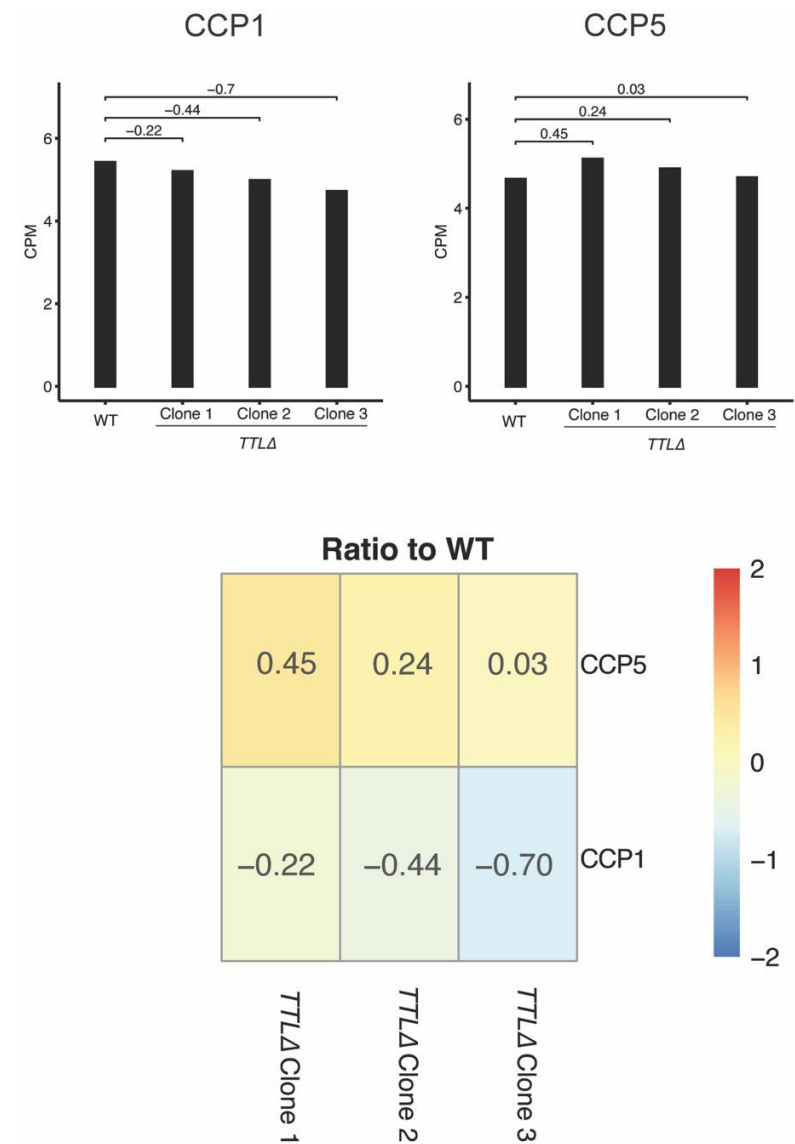 CCP1
CCP5
−0.7
−0.44
−0.22
6
4
2
0
CPM
WT
Clone 1
Clone 2
Clone 3
TTLΔ
0.03
0.24
0.45
6
4
2
0
CPM
WT
Clone 1
Clone 2
Clone 3
TTLΔ
Ratio to WT
0.45
0.24
0.03
CCP5
−0.22
−0.44
−0.70
CCP1
TTLΔ Clone 1
TTLΔ Clone 2
TTLΔ Clone 3
2
1
0
−1
−2